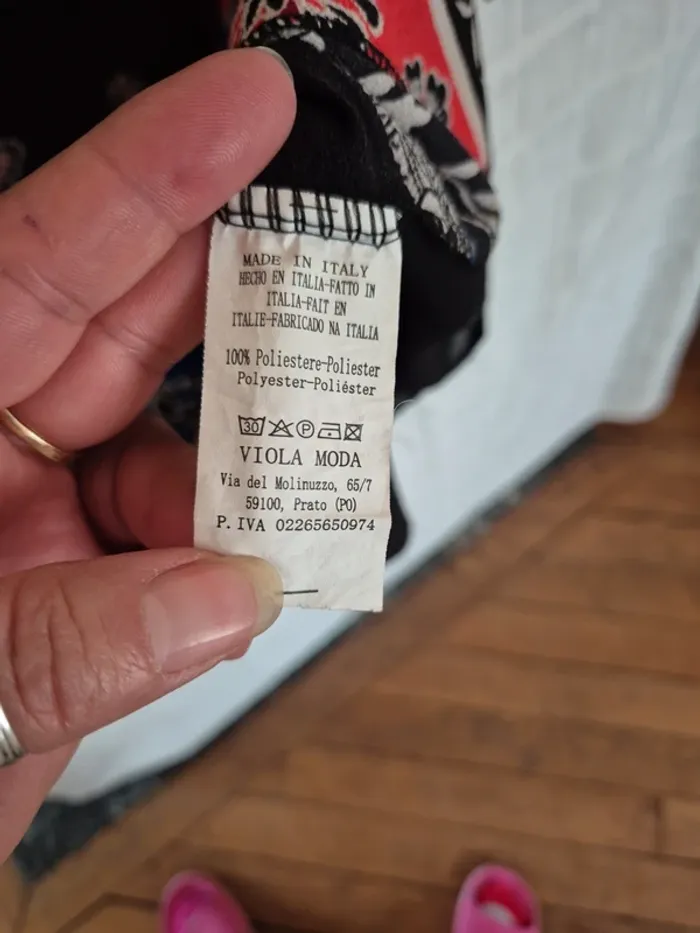 MADE IN ITALY
HECHO EN ITALIA-FATTO IN
ITALIA-FAIT EN
ITALIE-FABRICADO NA ITALIA
100% Poliestere-Poliester
Polyester-Poliéster
30 P
VIOLA MODA
Via del Molinuzzo, 65/7
59100, Prato (PO)
P. IVA 02265650974